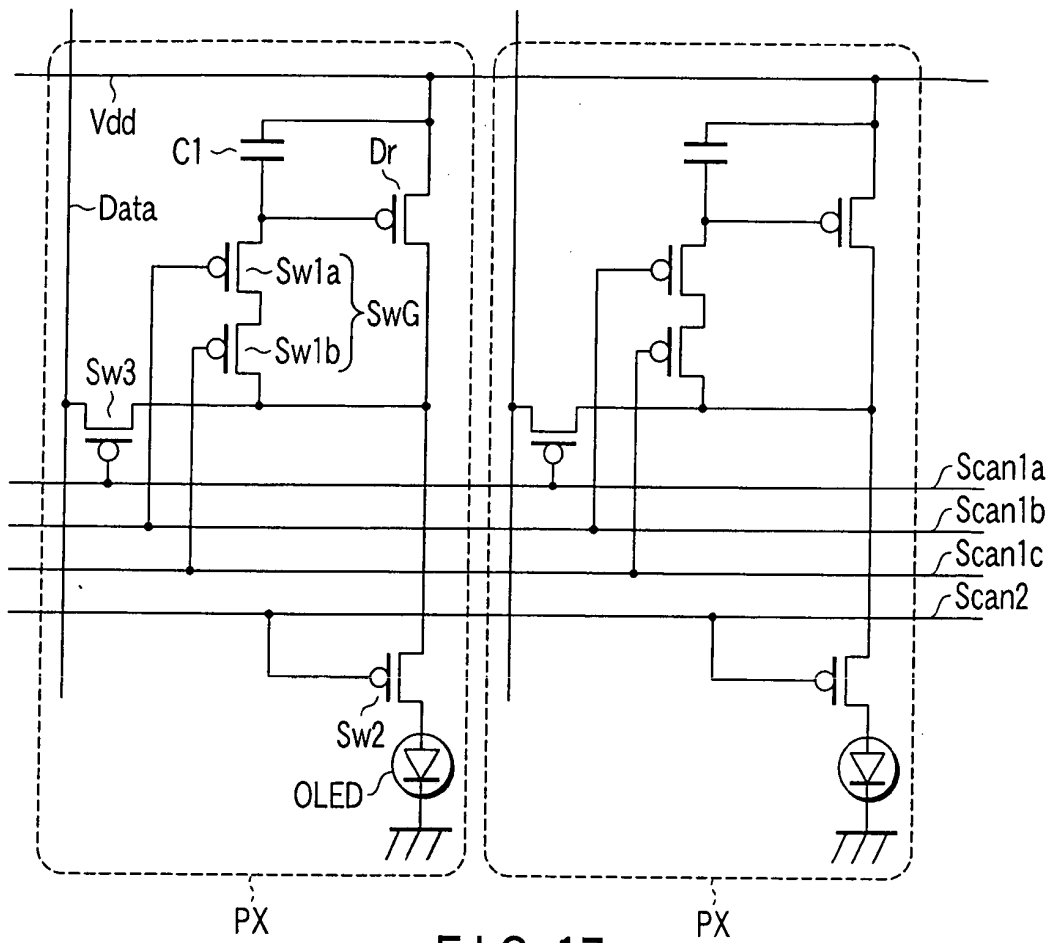 Vdd
C1
Dr
Data
Sw1a
SwG
Sw1b
Sw3
Scan1a
Scan1b
Scan1c
Scan2
Sw2
OLED
PX
PX